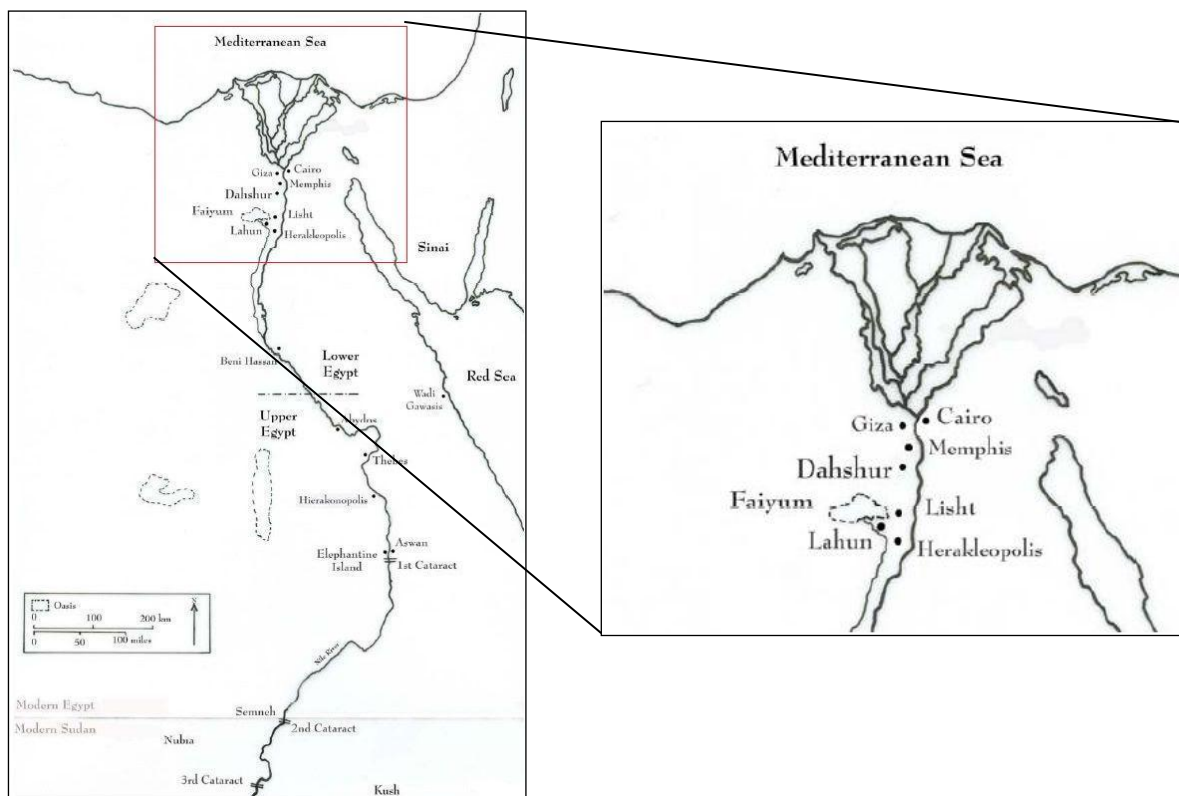 Mediterranean Sea
Giza
Cairo
Memphis
Dahshur
Faiyum
Lisht
Lahun
Herakleopolis
Sinai
Beni Hassan
Lower
Egypt
Red Sea
Wadi
Gawasis
Upper
Egypt
Abydos
Thebes
Hierakonopolis
Elephantine
Island
Aswan
1st Cataract
Oasis
N
0 100 200 km
0 50 100 miles
Nile River
Modern Egypt
Semneh
2nd Cataract
Modern Sudan
Nubia
3rd Cataract
Kush
Mediterranean Sea
Giza
Cairo
Memphis
Dahshur
Faiyum
Lisht
Lahun
Herakleopolis